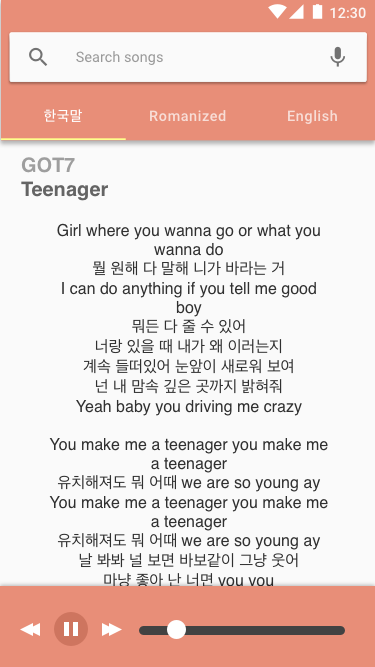 12:30
Search songs
한국말 Romanized English
GOT7
Teenager
Girl where you wanna go or what you
wanna do
뭘 원해 다 말해 니가 바라는 거
I can do anything if you tell me good
boy
뭐든 다 줄 수 있어
너랑 있을 때 내가 왜 이러는지
계속 들떠있어 눈앞이 새로워 보여
넌 내 맘속 깊은 곳까지 밝혀줘
Yeah baby you driving me crazy
You make me a teenager you make me
a teenager
유치해져도 뭐 어때 we are so young ay
You make me a teenager you make me
a teenager
유치해져도 뭐 어때 we are so young ay
날 봐봐 널 보면 바보같이 그냥 웃어
마냥 좋아 난 너면 you you